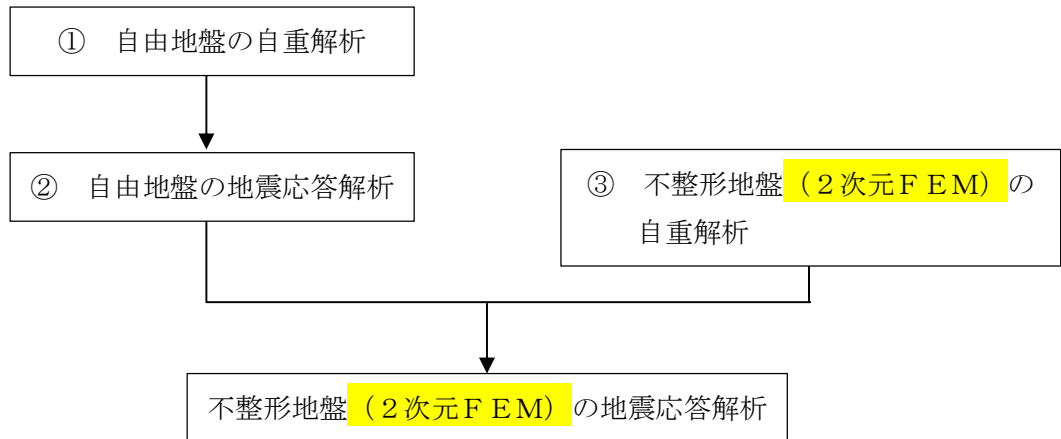 ① 自由地盤の自重解析
② 自由地盤の地震応答解析
③ 不整形地盤（２次元ＦＥＭ）の
自重解析
不整形地盤（２次元ＦＥＭ）の地震応答解析